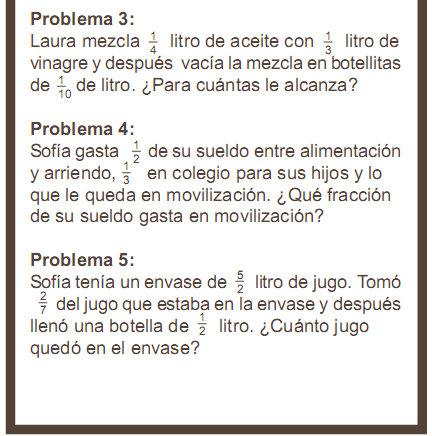 Problema 3:
Laura mezcla 1/4 litro de aceite con 1/3 litro de
vinagre y después vacía la mezcla en botellitas
de 1/10 de litro. ¿Para cuántas le alcanza?
Problema 4:
Sofía gasta 1/2 de su sueldo entre alimentación
y arriendo, 1/3 en colegio para sus hijos y lo
que le queda en movilización. ¿Qué fracción
de su sueldo gasta en movilización?
Problema 5:
Sofía tenía un envase de 5/2 litro de jugo. Tomó
2/7 del jugo que estaba en la envase y después
llenó una botella de 1/2 litro. ¿Cuánto jugo
quedó en el envase?